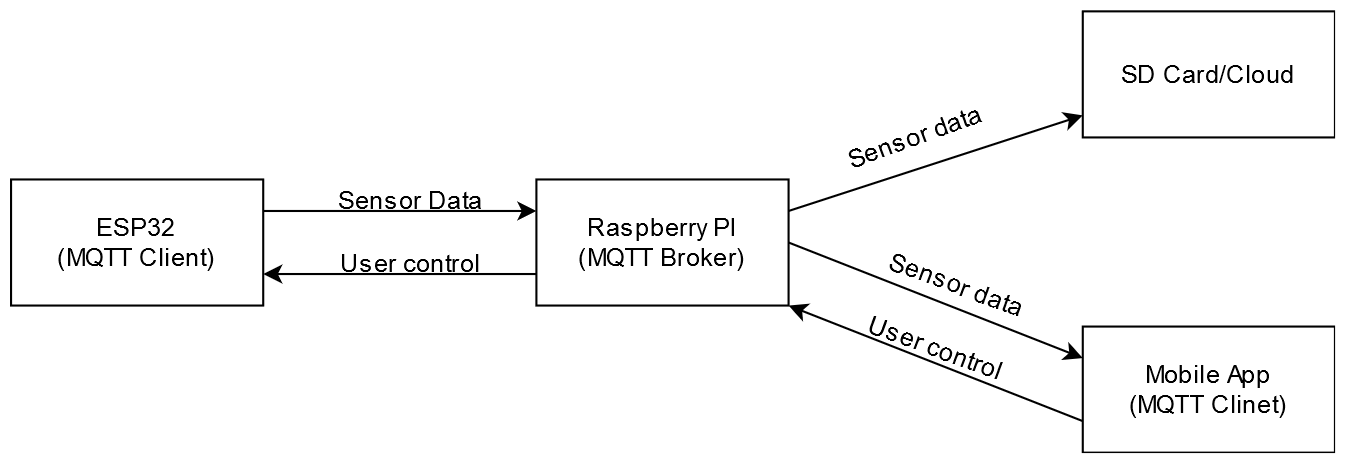 SD Card/Cloud
Sensor data
Sensor Data
ESP32
(MQTT Client)
User control
Raspberry PI
(MQTT Broker)
Sensor data
User control
Mobile App
(MQTT Clinet)